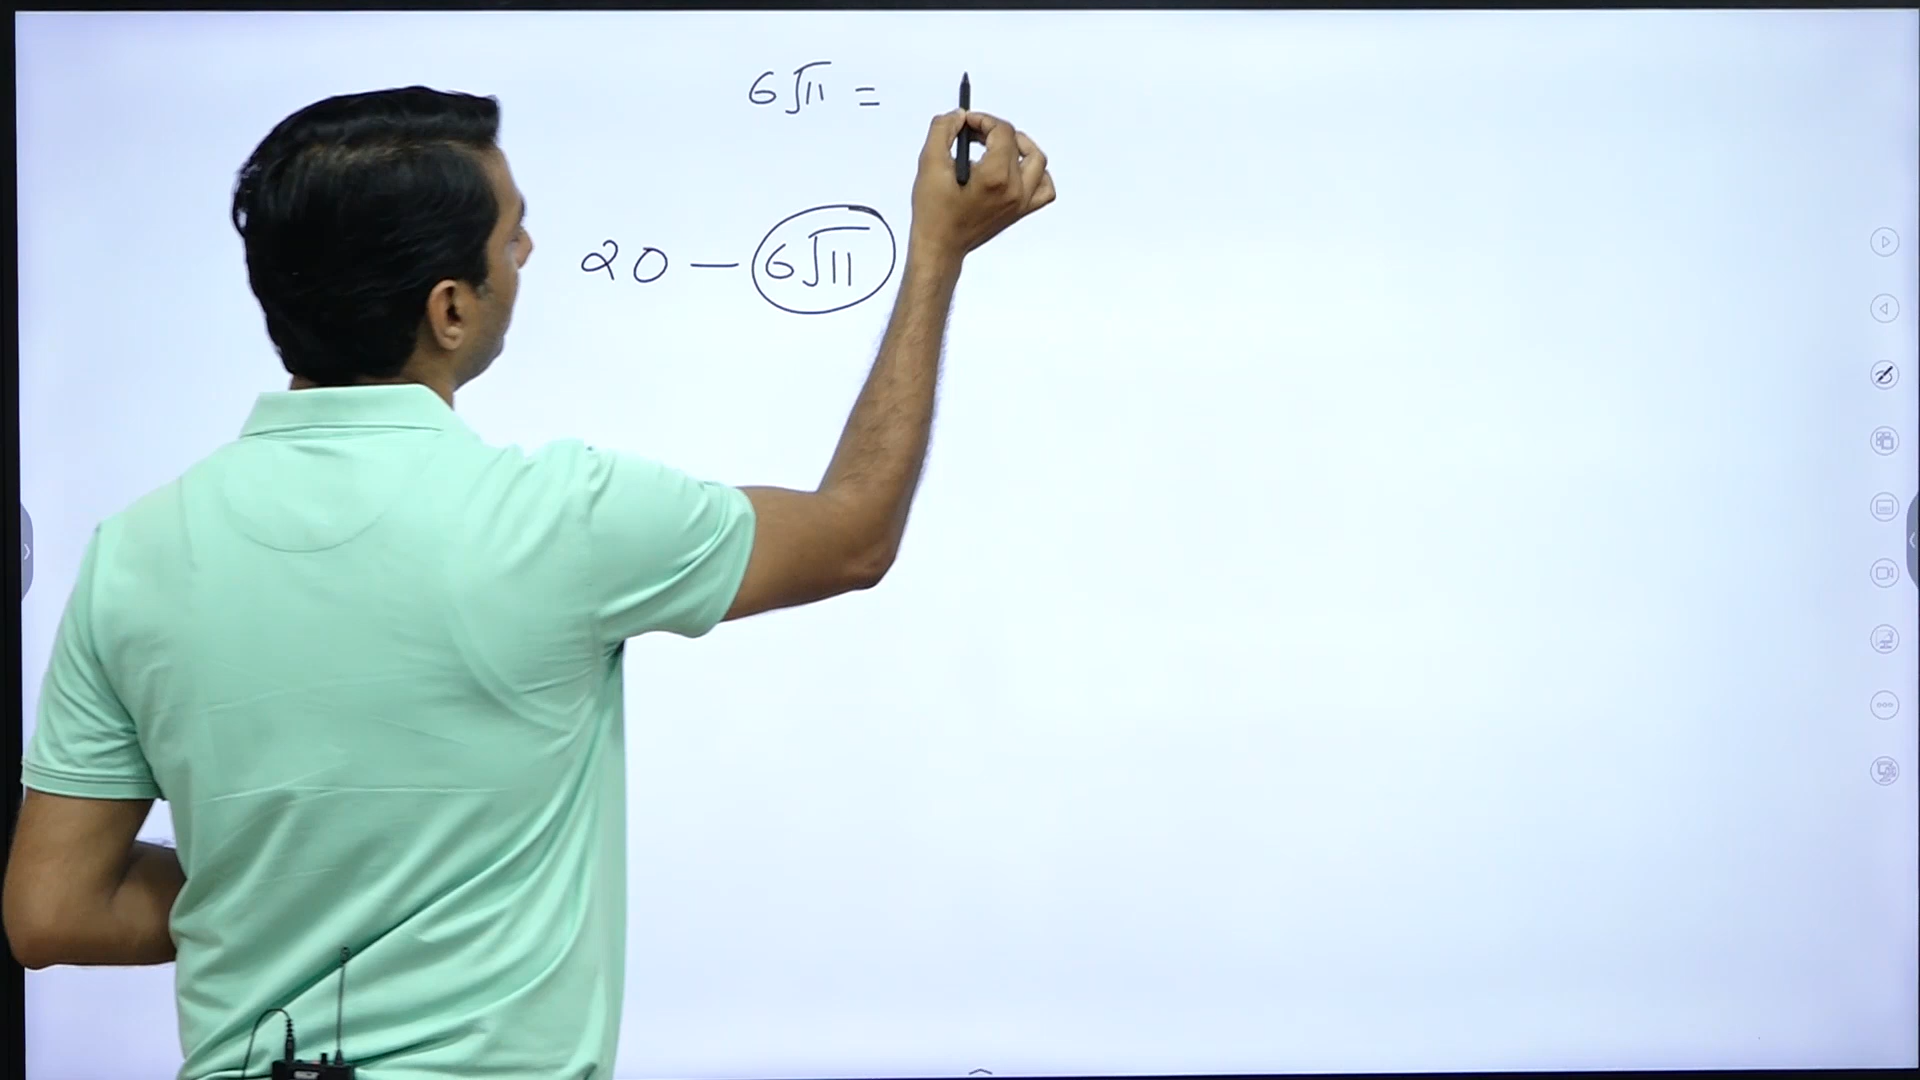 6√11 =
20 — 6√11